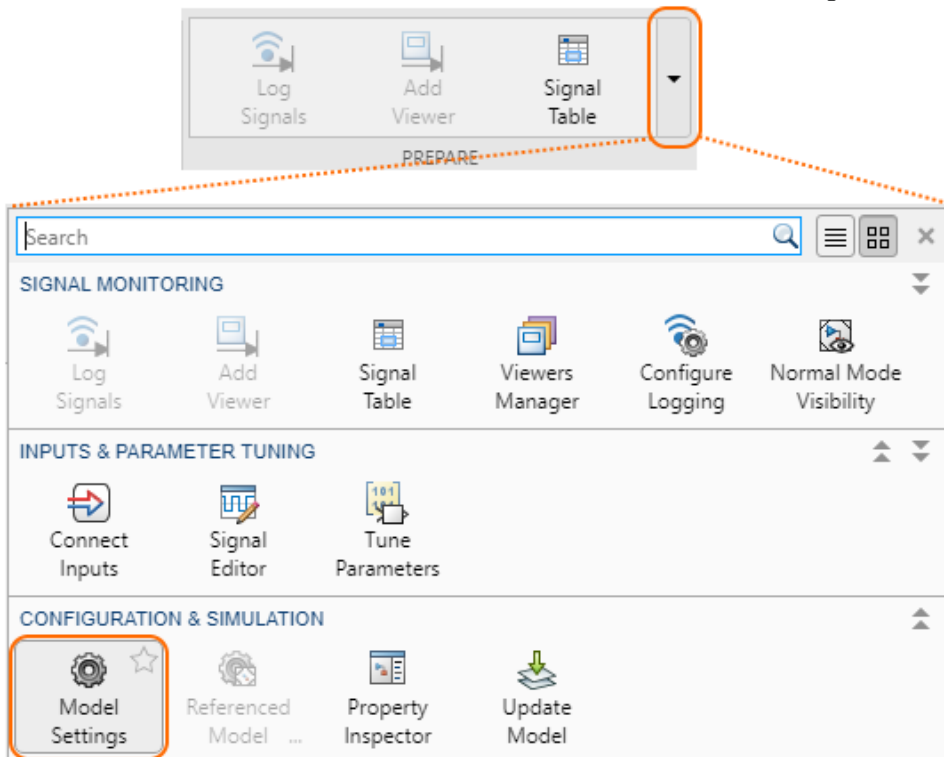 Log Signals
Add Viewer
Signal Table
PREPARE
Search
SIGNAL MONITORING
Log Signals
Add Viewer
Signal Table
Viewers Manager
Configure Logging
Normal Mode Visibility
INPUTS & PARAMETER TUNING
Connect Inputs
Signal Editor
Tune Parameters
CONFIGURATION & SIMULATION
Model Settings
Referenced Model ...
Property Inspector
Update Model